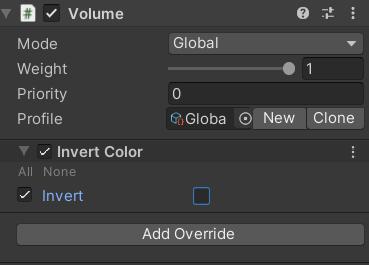 Volume
Mode Global
Weight 1
Priority 0
Profile Globa New Clone
Invert Color
All None
Invert
Add Override